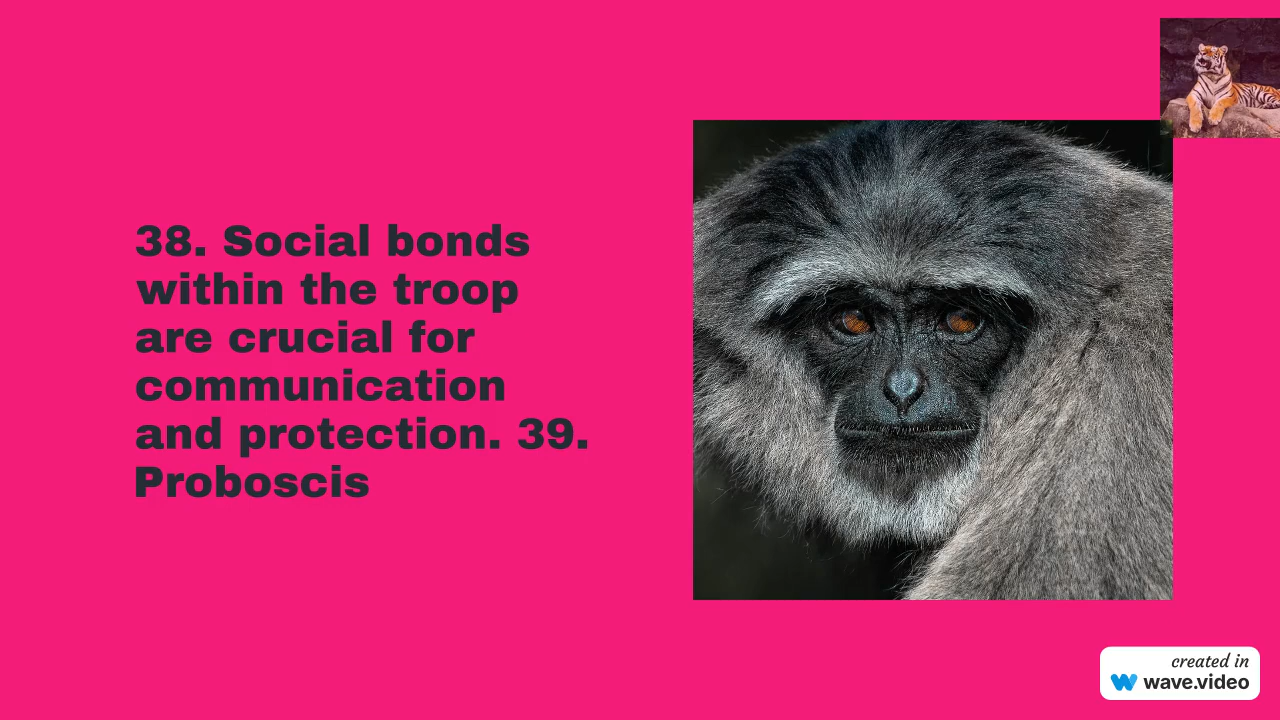 38. Social bonds
within the troop
are crucial for
communication
and protection. 39.
Proboscis
created in
wave.video